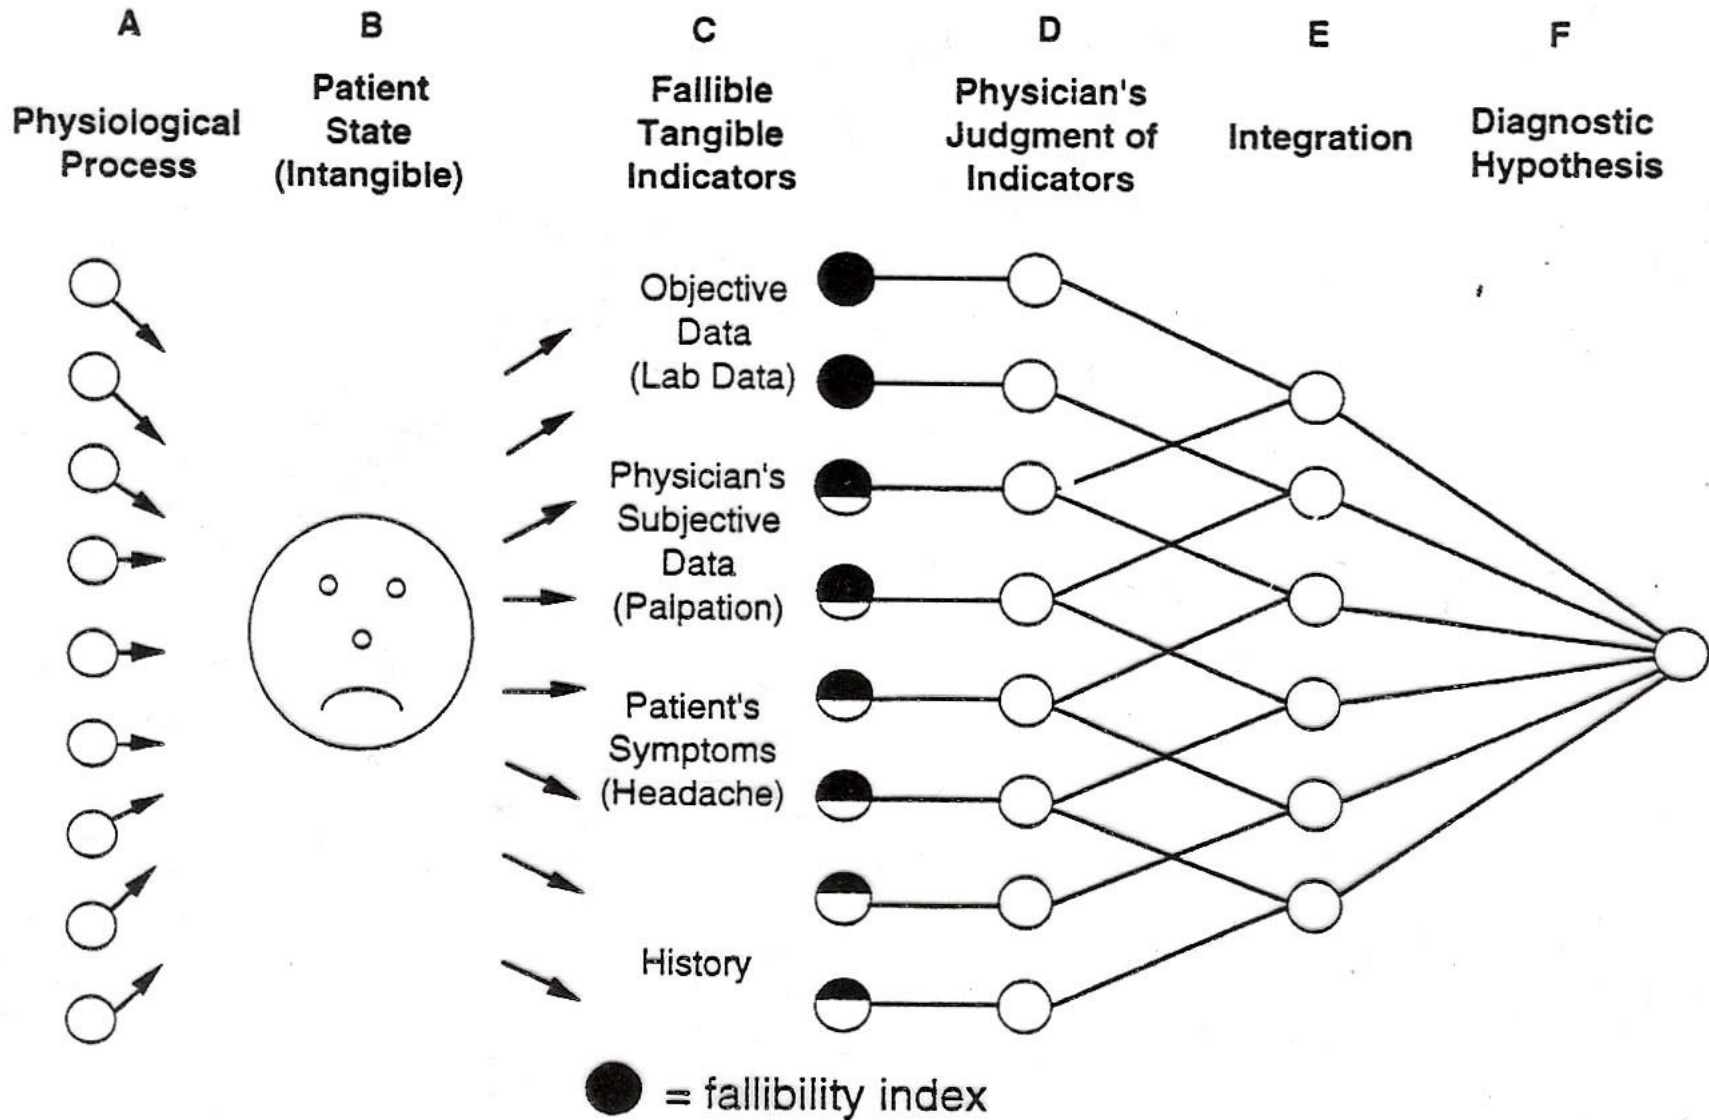 A
Physiological
Process
B
Patient
State
(Intangible)
C
Fallible
Tangible
Indicators
D
Physician's
Judgment of
Indicators
E
Integration
F
Diagnostic
Hypothesis
Objective
Data
(Lab Data)
Physician's
Subjective
Data
(Palpation)
Patient's
Symptoms
(Headache)
History
= fallibility index